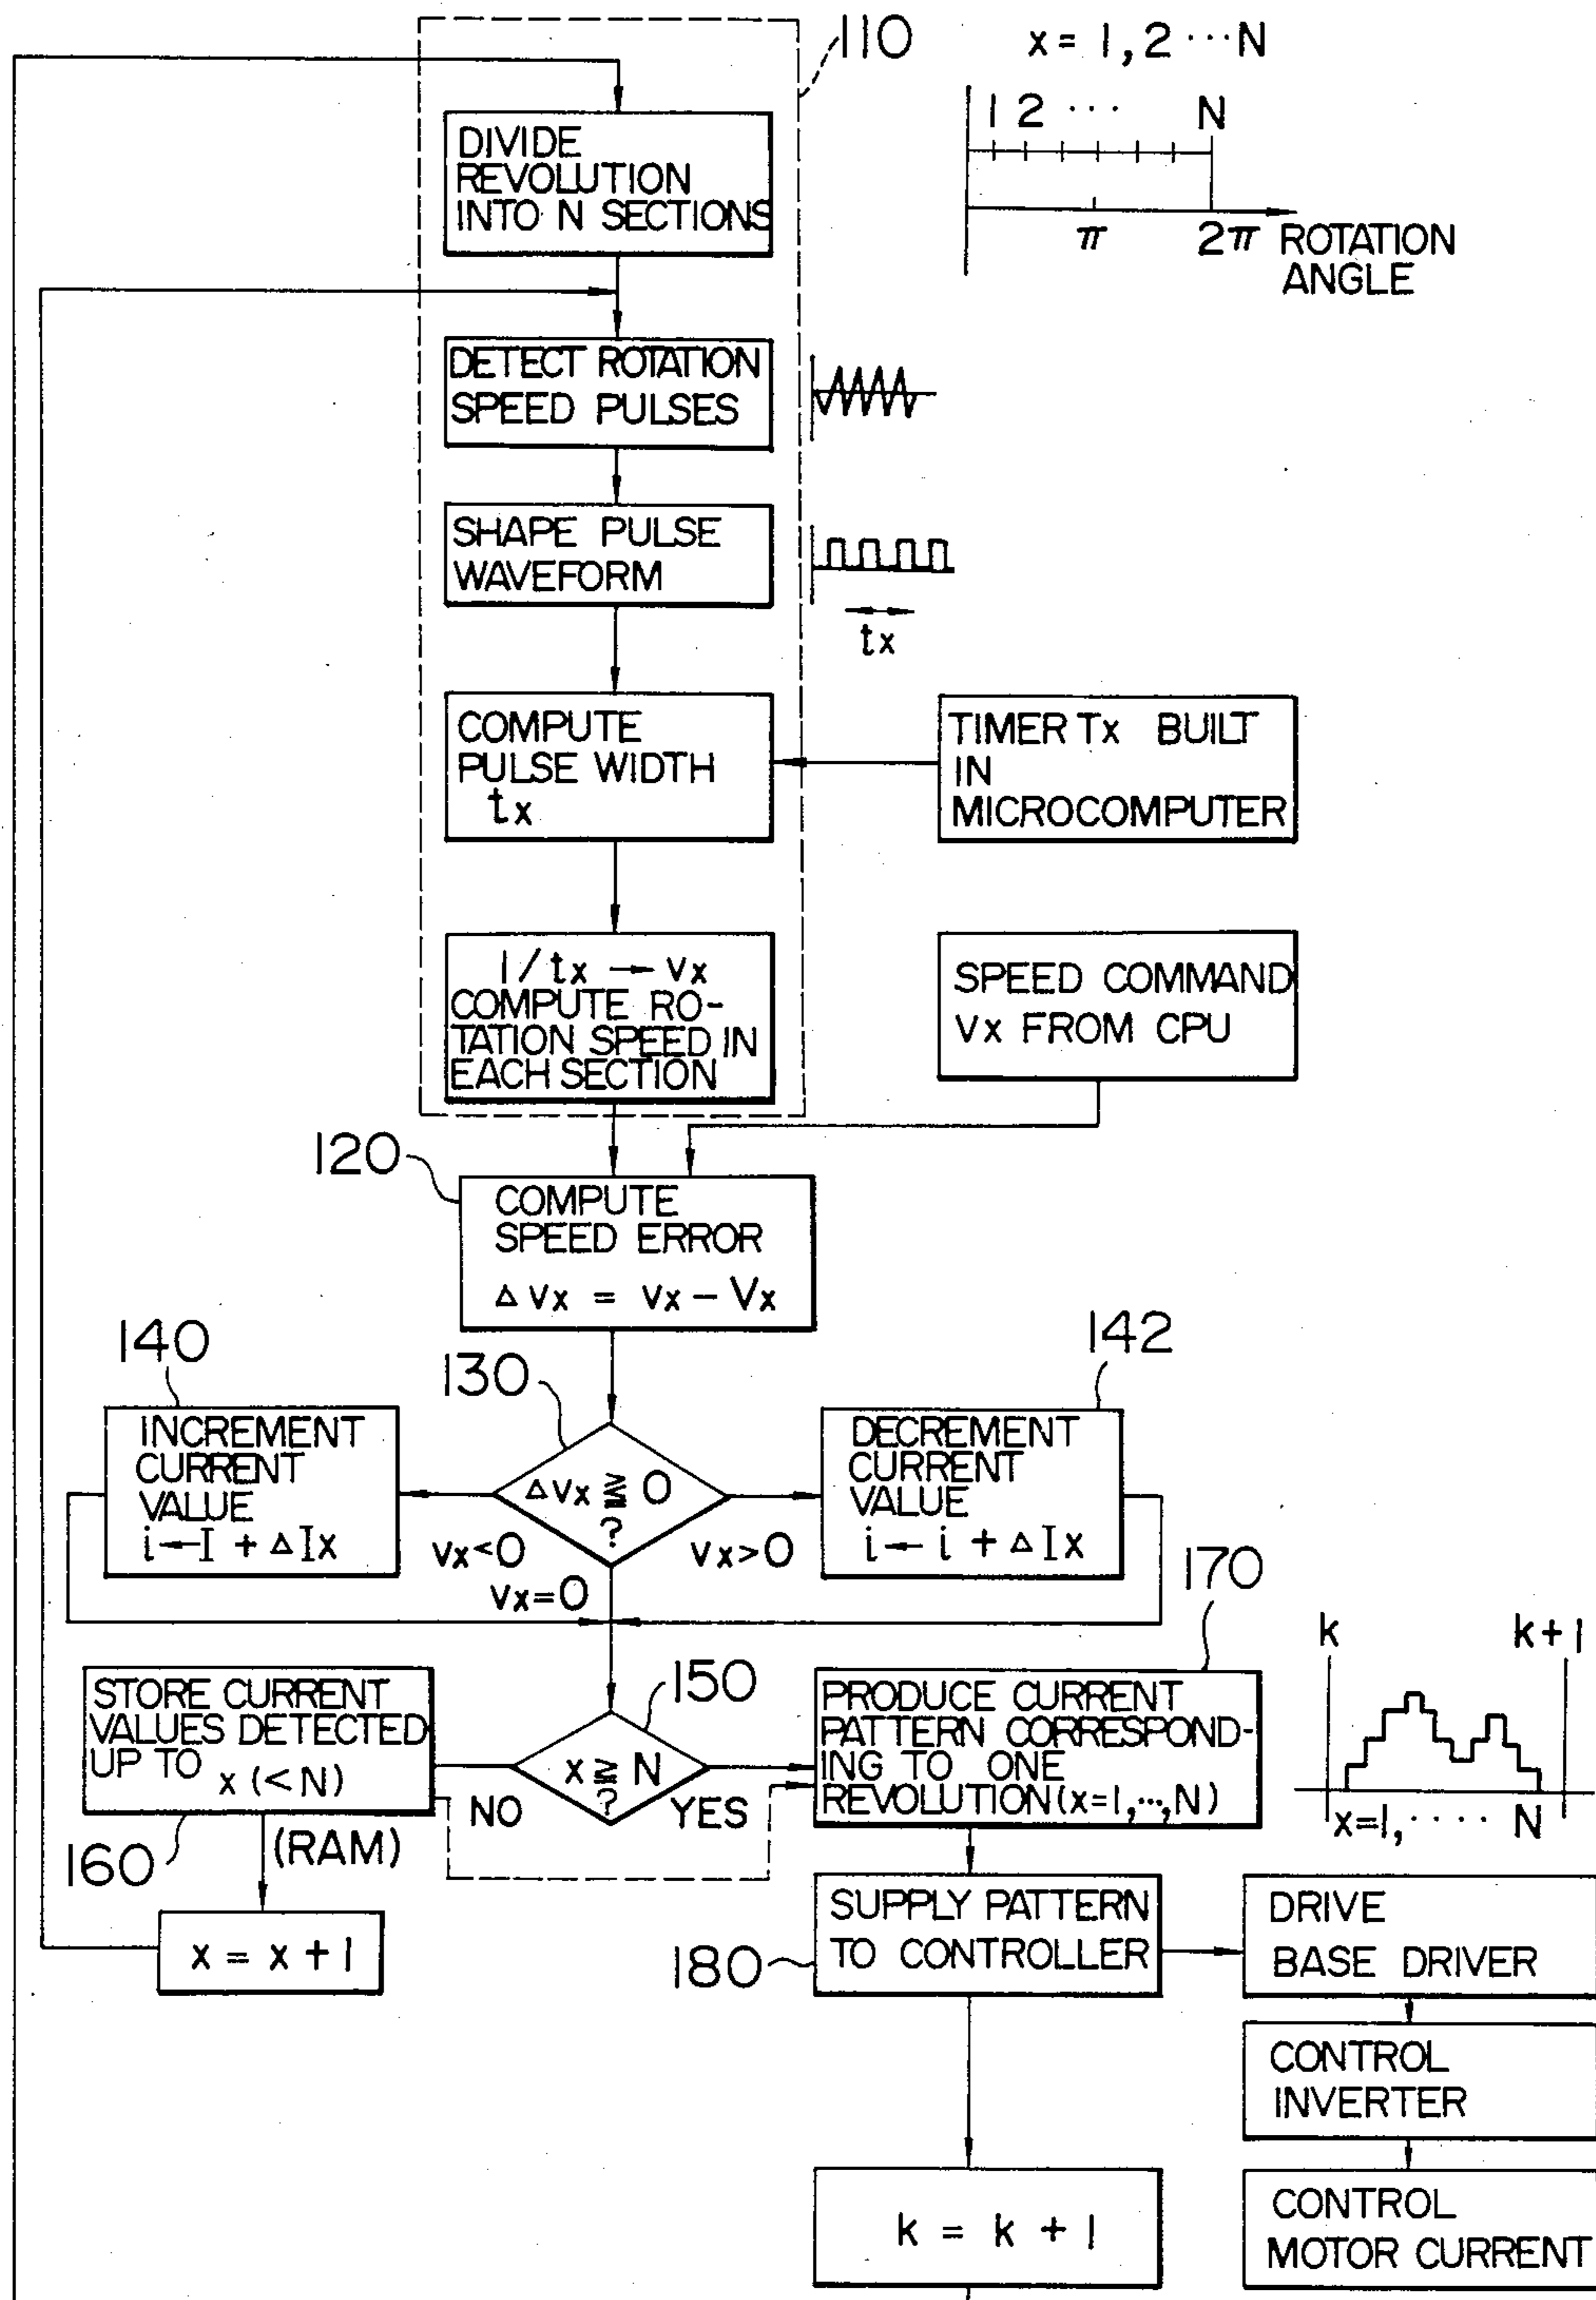 110
x = 1, 2 ··· N
1 2 ··· N
π 2π ROTATION
ANGLE
DIVIDE
REVOLUTION
INTO N SECTIONS
DETECT ROTATION
SPEED PULSES
SHAPE PULSE
WAVEFORM
tx
COMPUTE
PULSE WIDTH
tx
TIMER Tx BUILT
IN
MICROCOMPUTER
1/tx → vx
COMPUTE RO-
TATION SPEED IN
EACH SECTION
SPEED COMMAND
Vx FROM CPU
120
COMPUTE
SPEED ERROR
Δvx = vx − Vx
140
INCREMENT
CURRENT
VALUE
i ← I + ΔIx
130
Δvx ⋛ 0
?
vx<0
vx=0
vx>0
142
DECREMENT
CURRENT
VALUE
i ← i + ΔIx
150
x ≧ N
?
NO
YES
STORE CURRENT
VALUES DETECTED
UP TO x (<N)
160
(RAM)
x = x + 1
170
PRODUCE CURRENT
PATTERN CORRESPOND-
ING TO ONE
REVOLUTION (x=1,···,N)
k k+1
x=1, ···· N
180
SUPPLY PATTERN
TO CONTROLLER
DRIVE
BASE DRIVER
CONTROL
INVERTER
CONTROL
MOTOR CURRENT
k = k + 1